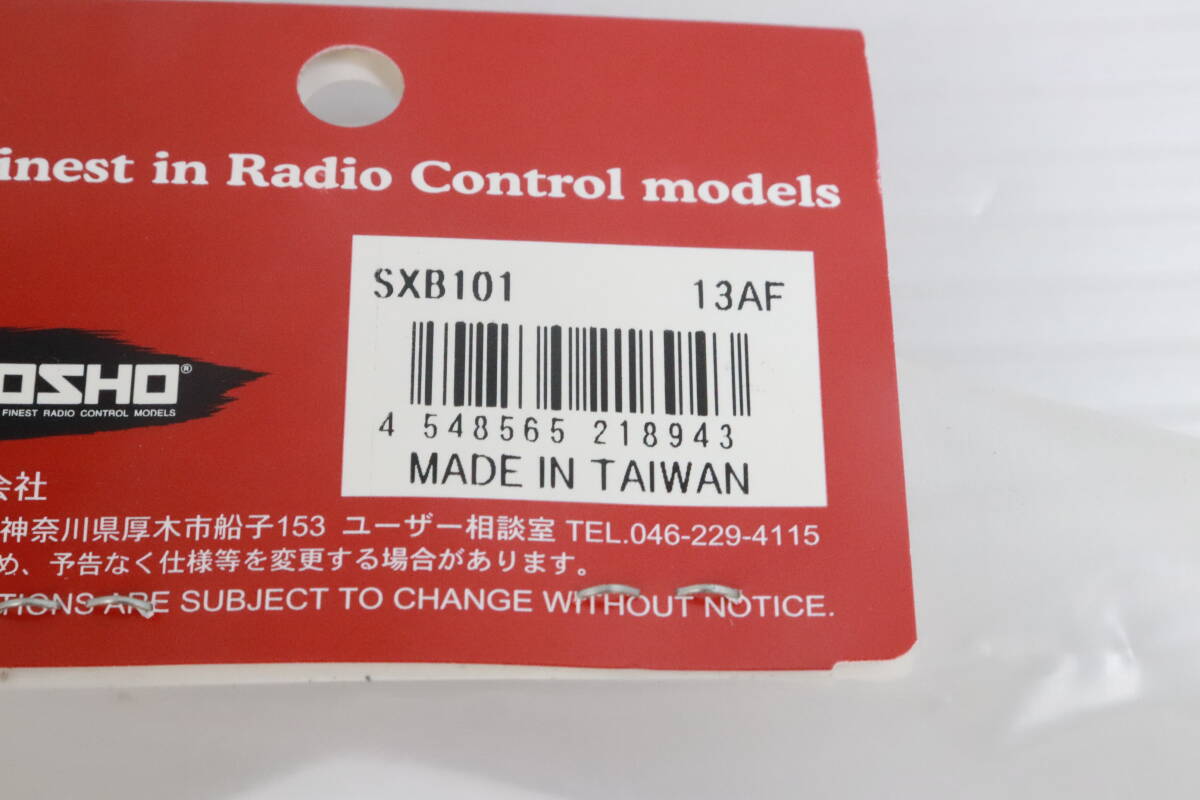 inest in Radio Control models
SXB101 13AF
4 548565 218943
MADE IN TAIWAN
OSHO®
FINEST RADIO CONTROL MODELS
会社
神奈川県厚木市船子153 ユーザー相談室 TEL.046-229-4115
め、予告なく仕様等を変更する場合があります。
TIONS ARE SUBJECT TO CHANGE WITHOUT NOTICE.